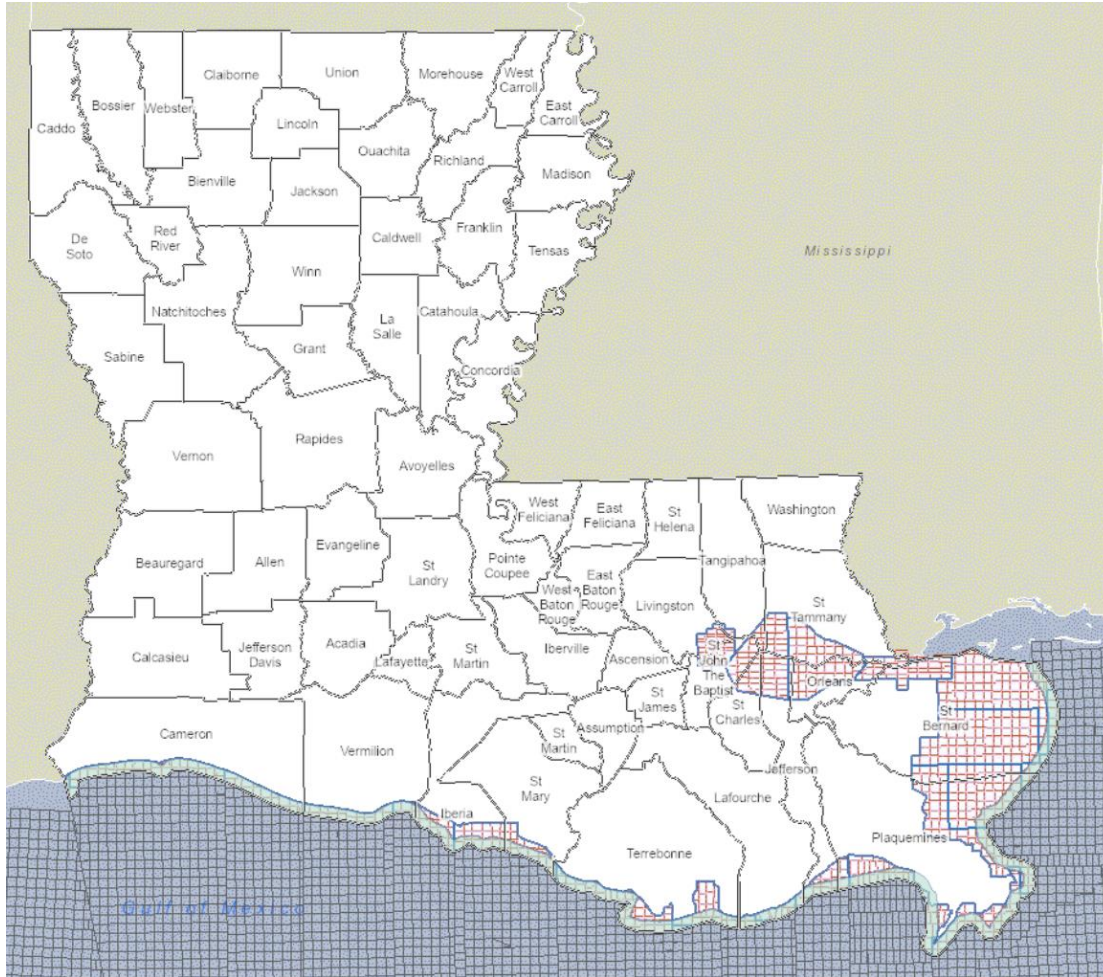 Claiborne
Union
Morehouse
West
Carroll
Bossier
Webster
East
Carroll
Caddo
Lincoln
Ouachita
Richland
Madison
Bienville
Jackson
De
Soto
Red
River
Caldwell
Franklin
Tensas
Mississippi
Winn
Natchitoches
La
Salle
Catahoula
Sabine
Grant
Concordia
Rapides
Vernon
Avoyelles
West
Feliciana
East
Feliciana
St
Helena
Washington
Beauregard
Allen
Evangeline
St
Landry
Pointe
Coupee
Tangipahoa
West
Baton
Rouge
East
Baton
Rouge
Livingston
St
Tammany
Calcasieu
Jefferson
Davis
Acadia
Lafayette
St
Martin
Iberville
Ascension
St
John
The
Baptist
Orleans
St
James
St
Charles
St
Bernard
Cameron
Vermilion
St
Martin
Assumption
Jefferson
St
Mary
Iberia
Lafourche
Terrebonne
Plaquemines
Gulf of Mexico